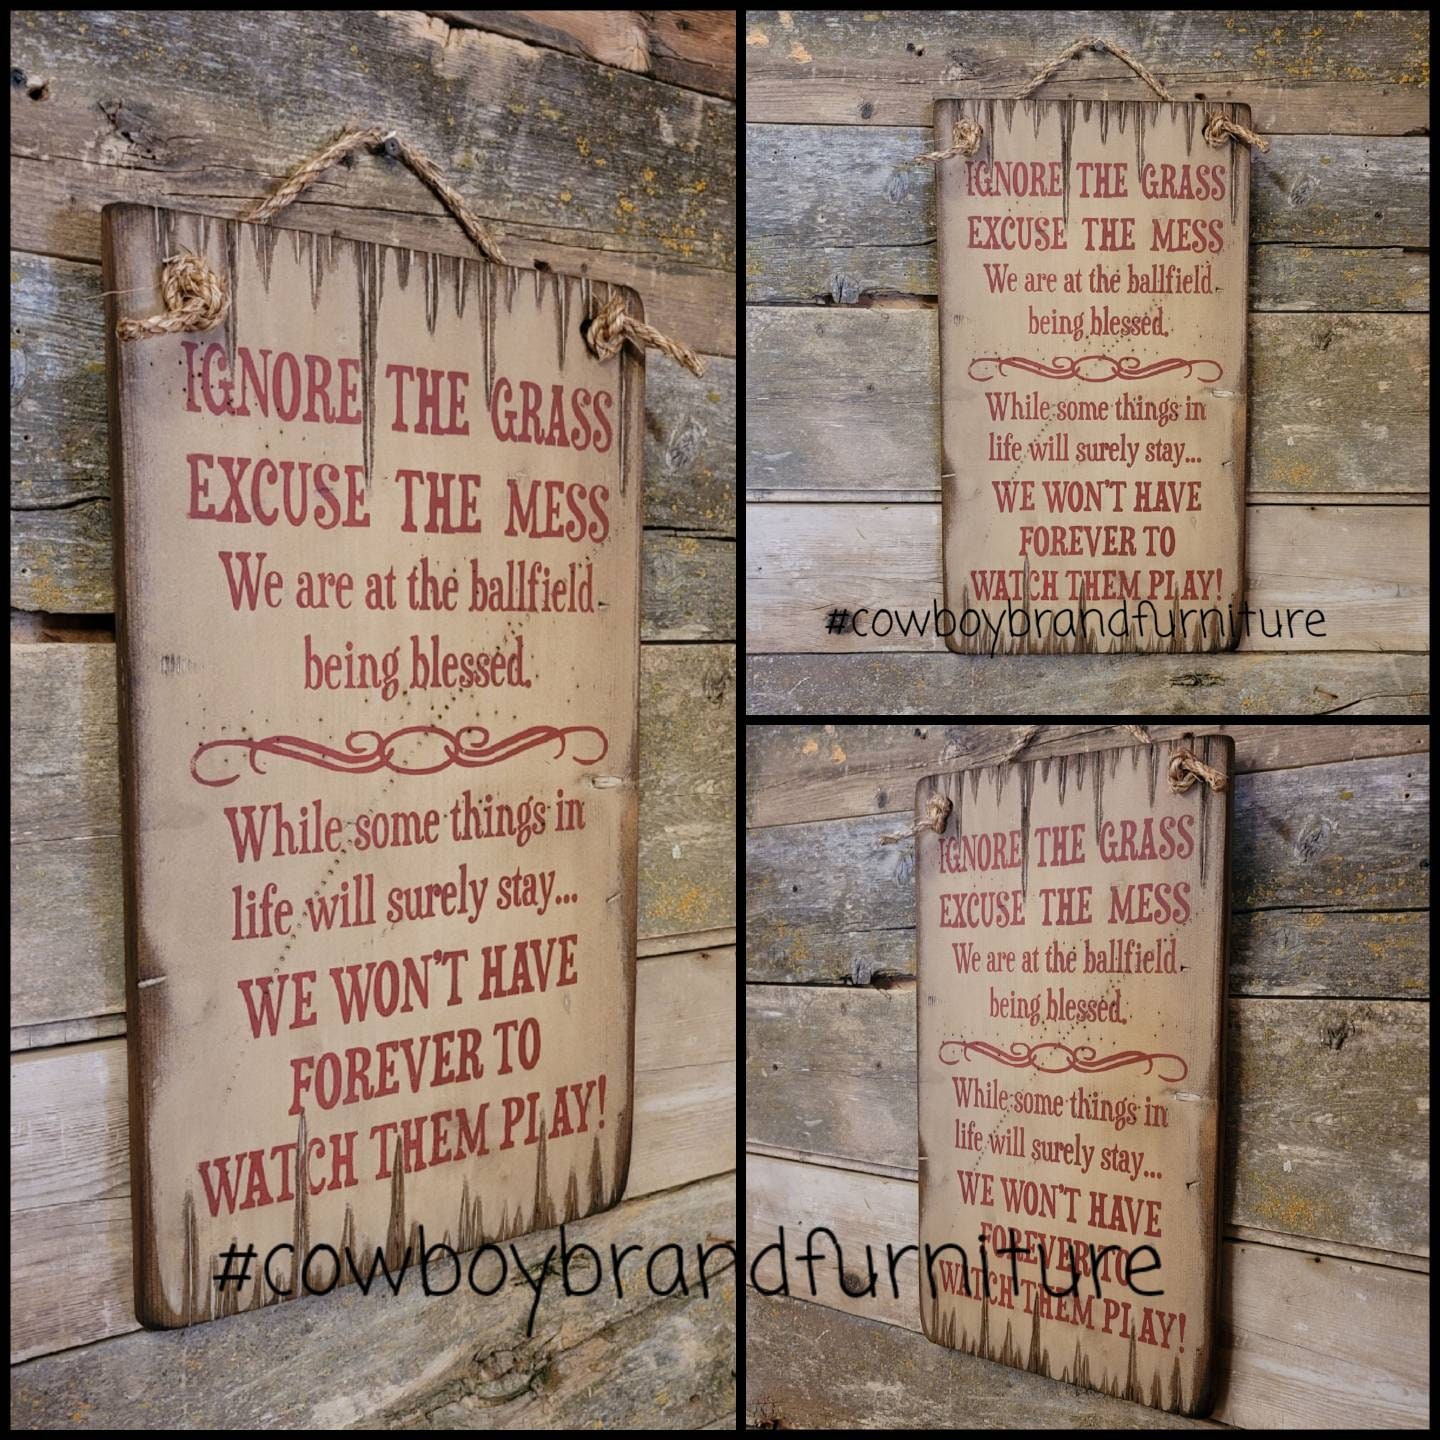 IGNORE THE GRASS
EXCUSE THE MESS
We are at the ballfield
being blessed.
While some things in
life will surely stay...
WE WON'T HAVE
FOREVER TO
WATCH THEM PLAY!
IGNORE THE GRASS
EXCUSE THE MESS
We are at the ballfield
being blessed.
While some things in
life will surely stay...
WE WON'T HAVE
FOREVER TO
WATCH THEM PLAY!
#cowboybrandfurniture
IGNORE THE GRASS
EXCUSE THE MESS
We are at the ballfield
being blessed.
While some things in
life will surely stay...
WE WON'T HAVE
FOREVER TO
WATCH THEM PLAY!
#cowboybrandfurniture